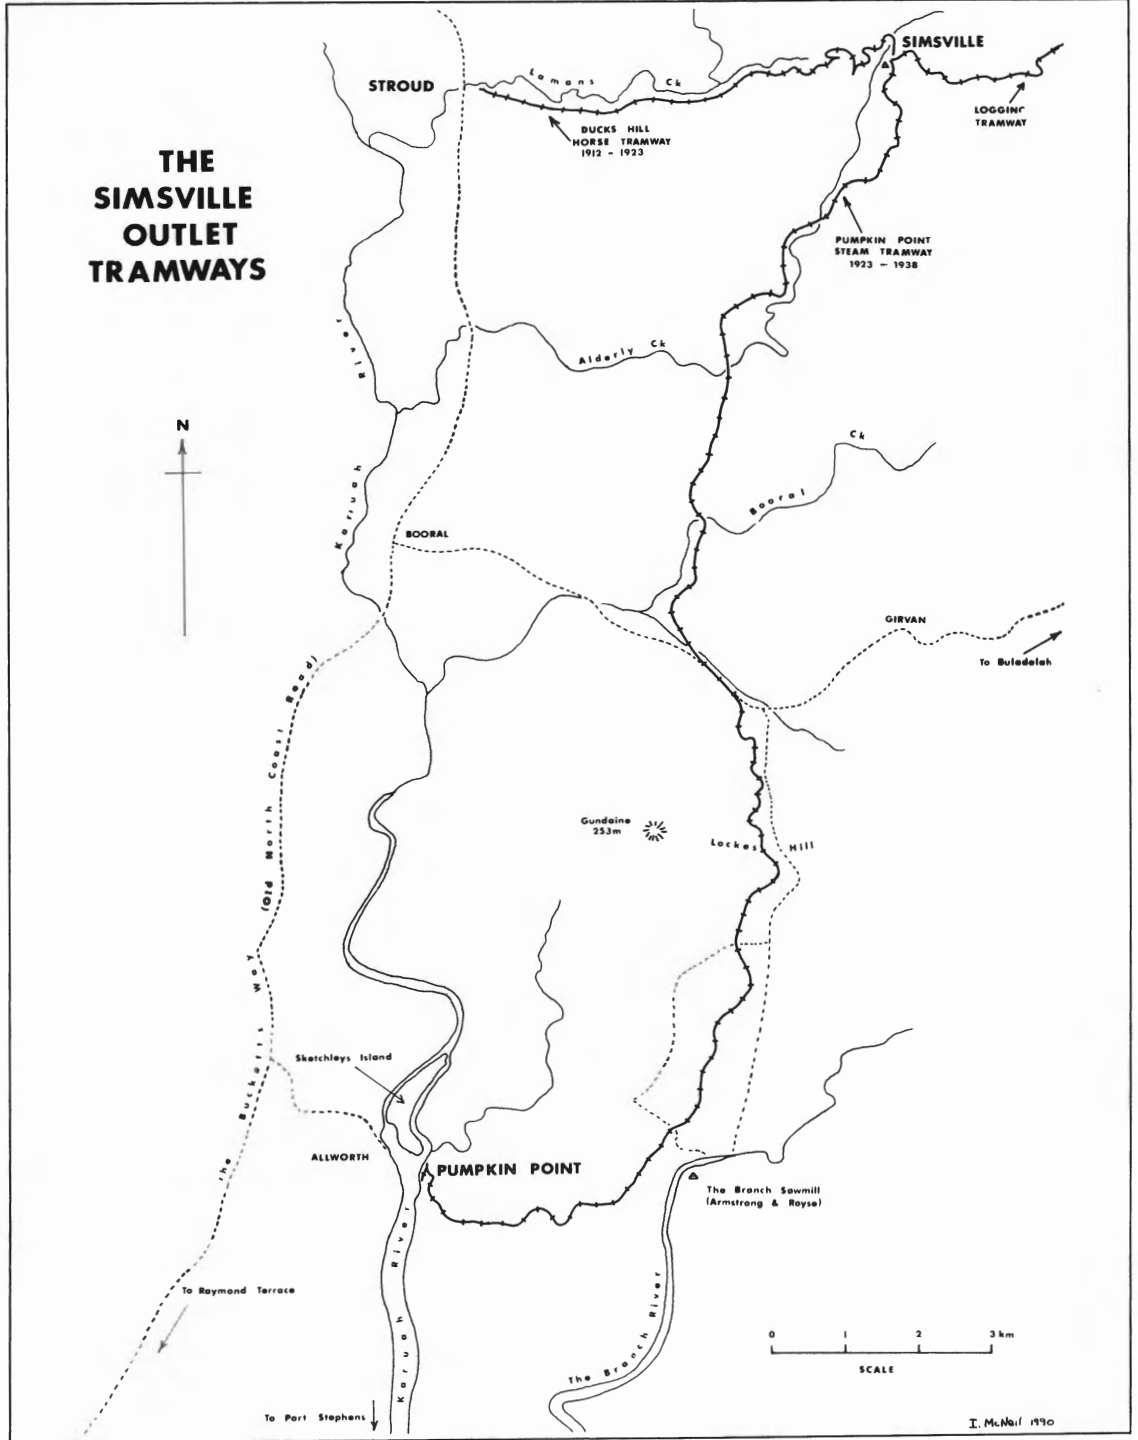 SIMSVILLE
STROUD
Lamans Ck
LOGGING
TRAMWAY
DUCKS HILL
HORSE TRAMWAY
1912 - 1923
THE
SIMSVILLE
OUTLET
TRAMWAYS
PUMPKIN POINT
STEAM TRAMWAY
1923 - 1938
River
Alderly Ck
N
Karuah
Booral Ck
BOORAL
GIRVAN
To Buladelah
(Old North Coast Road)
Gundaine
253m
Lockes Hill
The Bucketts Way
Sketchleys Island
ALLWORTH
PUMPKIN POINT
The Branch Sawmill
(Armstrong & Royse)
Karuah River
To Raymond Terrace
The Branch River
0 1 2 3 km
SCALE
To Port Stephens
I. McNeil 1990